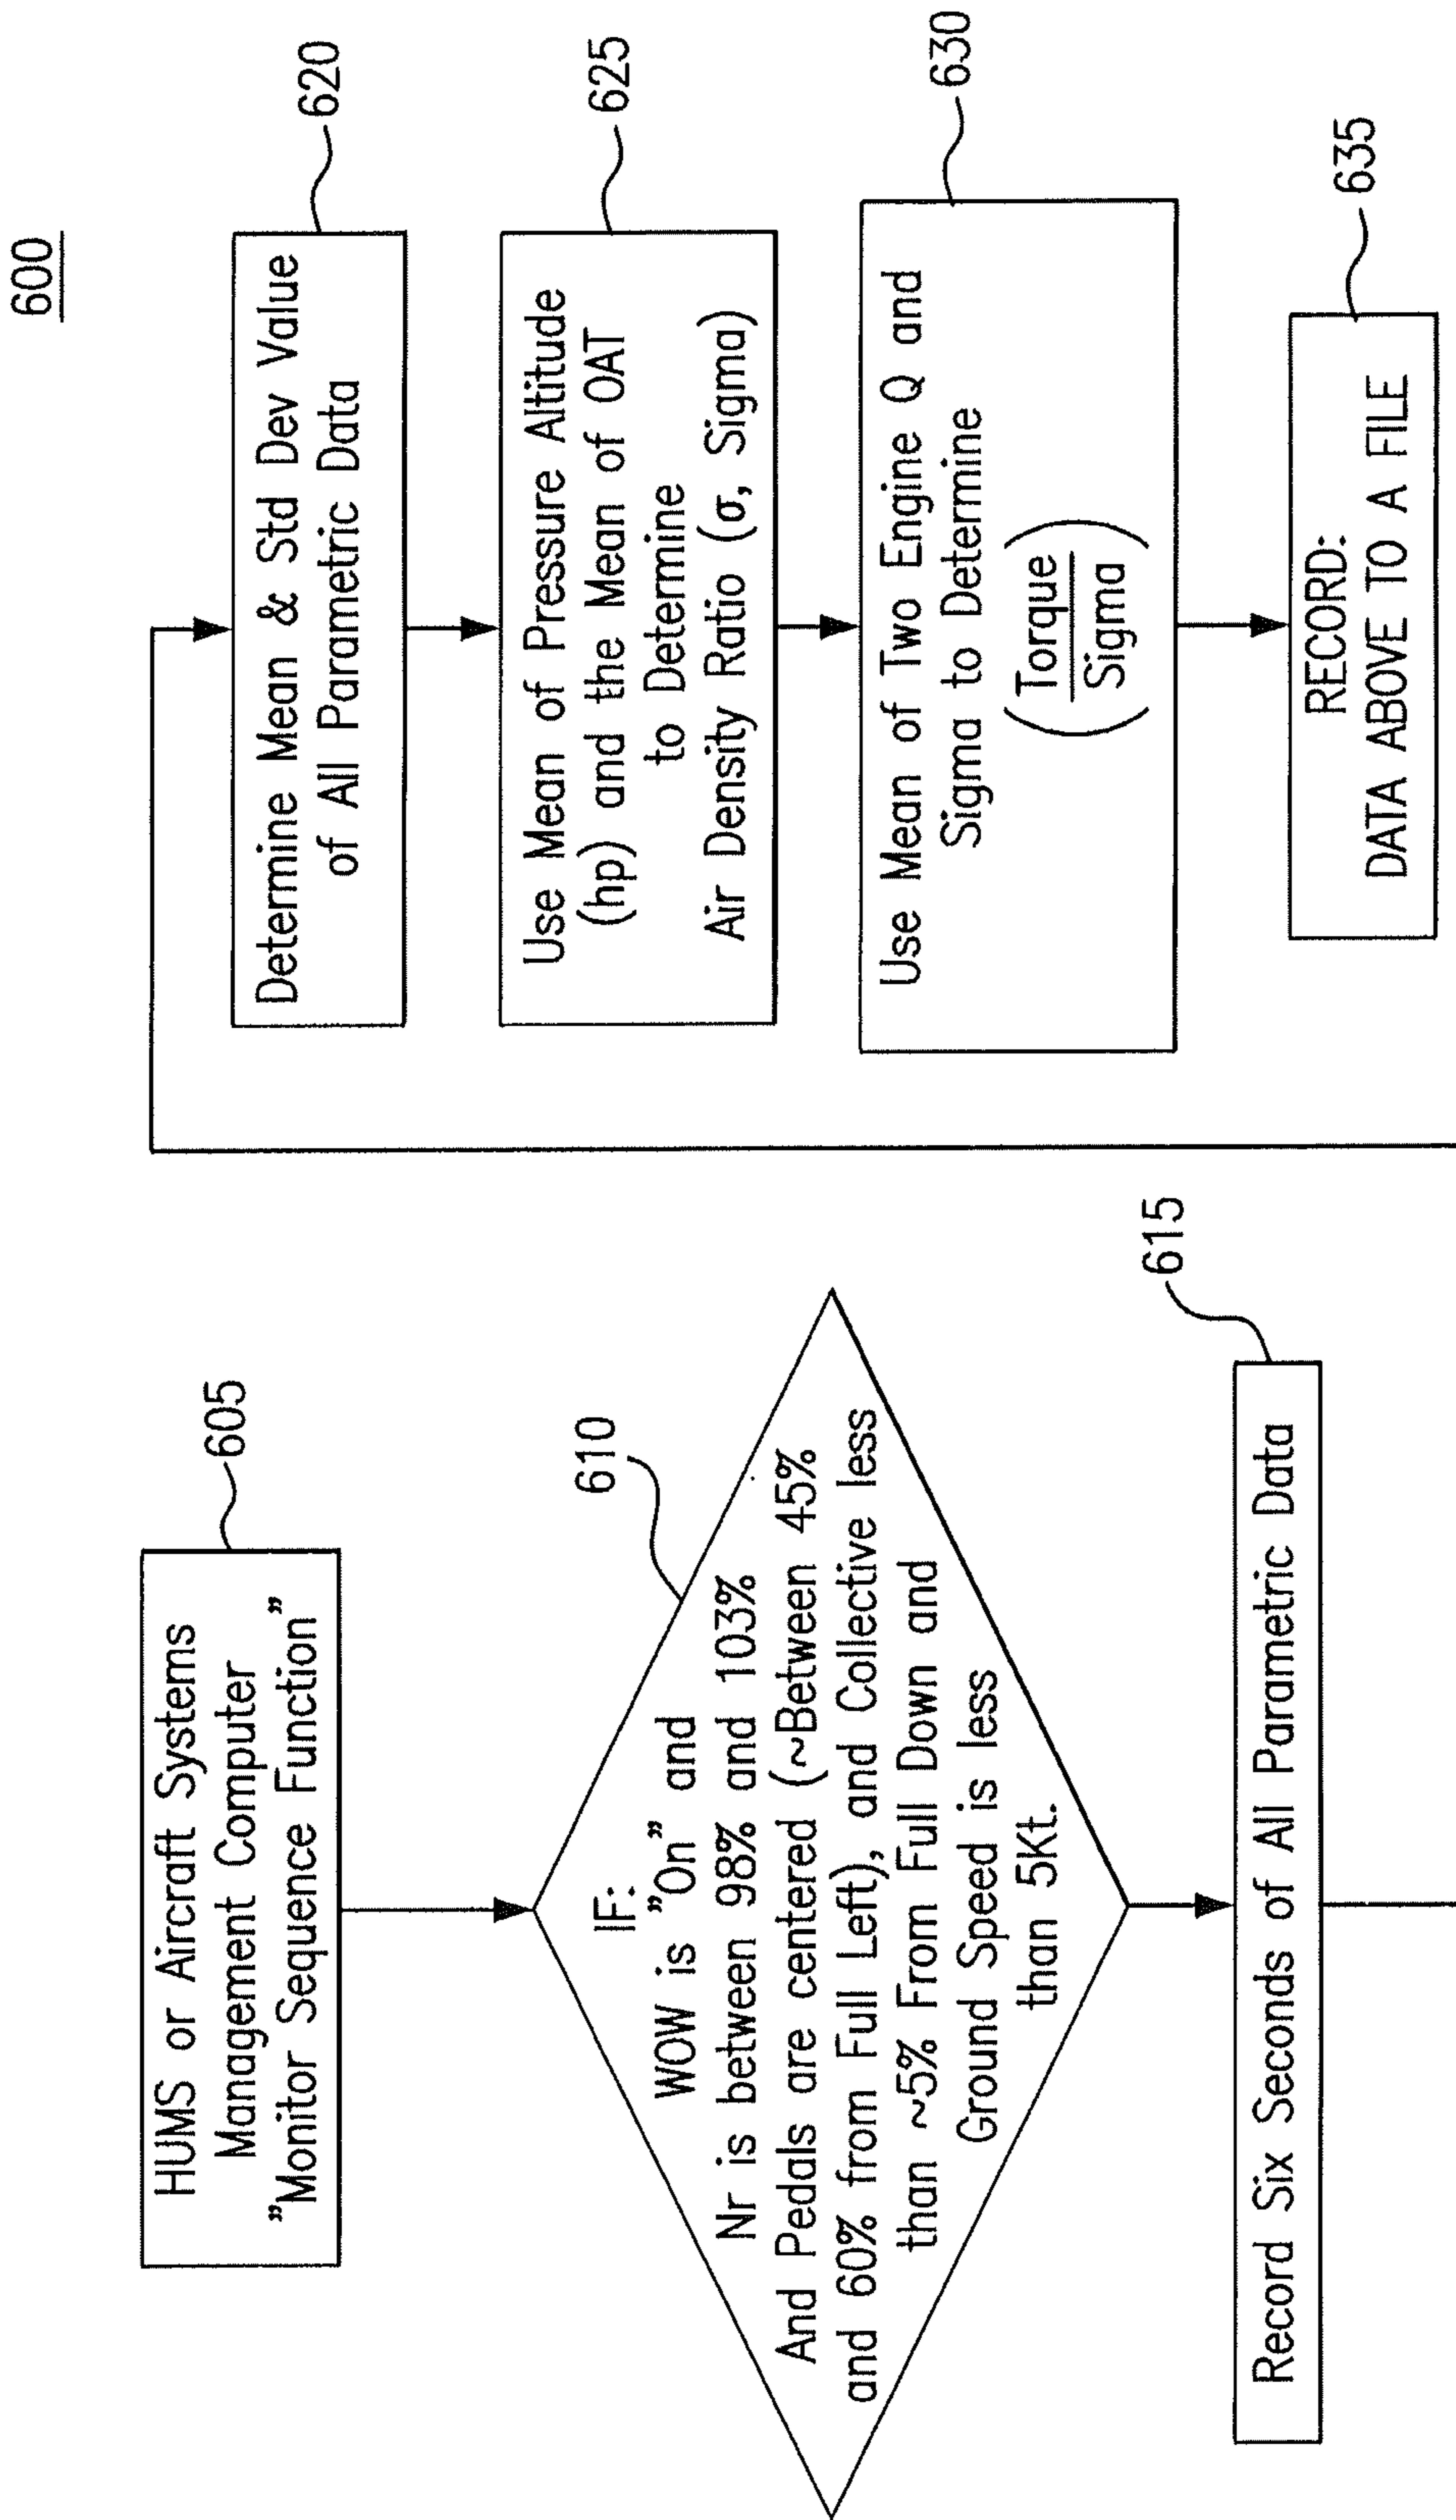 600
HUMS or Aircraft Systems
Management Computer
”Monitor Sequence Function”
605
IF:
WOW is ”On” and
Nr is between 98% and 103%
And Pedals are centered (~Between 45%
and 60% from Full Left), and Collective less
than ~5% From Full Down and
Ground Speed is less
than 5Kt.
610
Record Six Seconds of All Parametric Data
615
Determine Mean & Std Dev Value
of All Parametric Data
620
Use Mean of Pressure Altitude
(hp) and the Mean of OAT
to Determine
Air Density Ratio (σ, Sigma)
625
Use Mean of Two Engine Q and
Sigma to Determine
(Torque
Sigma)
630
RECORD:
DATA ABOVE TO A FILE
635